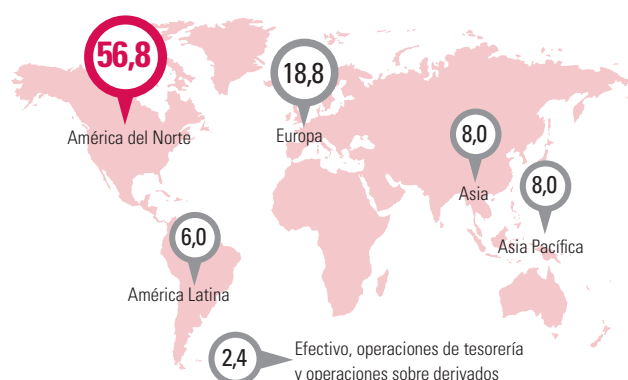 56,8
América del Norte
18,8
Europa
8,0
Asia
8,0
Asia Pacífica
6,0
América Latina
2,4
Efectivo, operaciones de tesorería
y operaciones sobre derivados